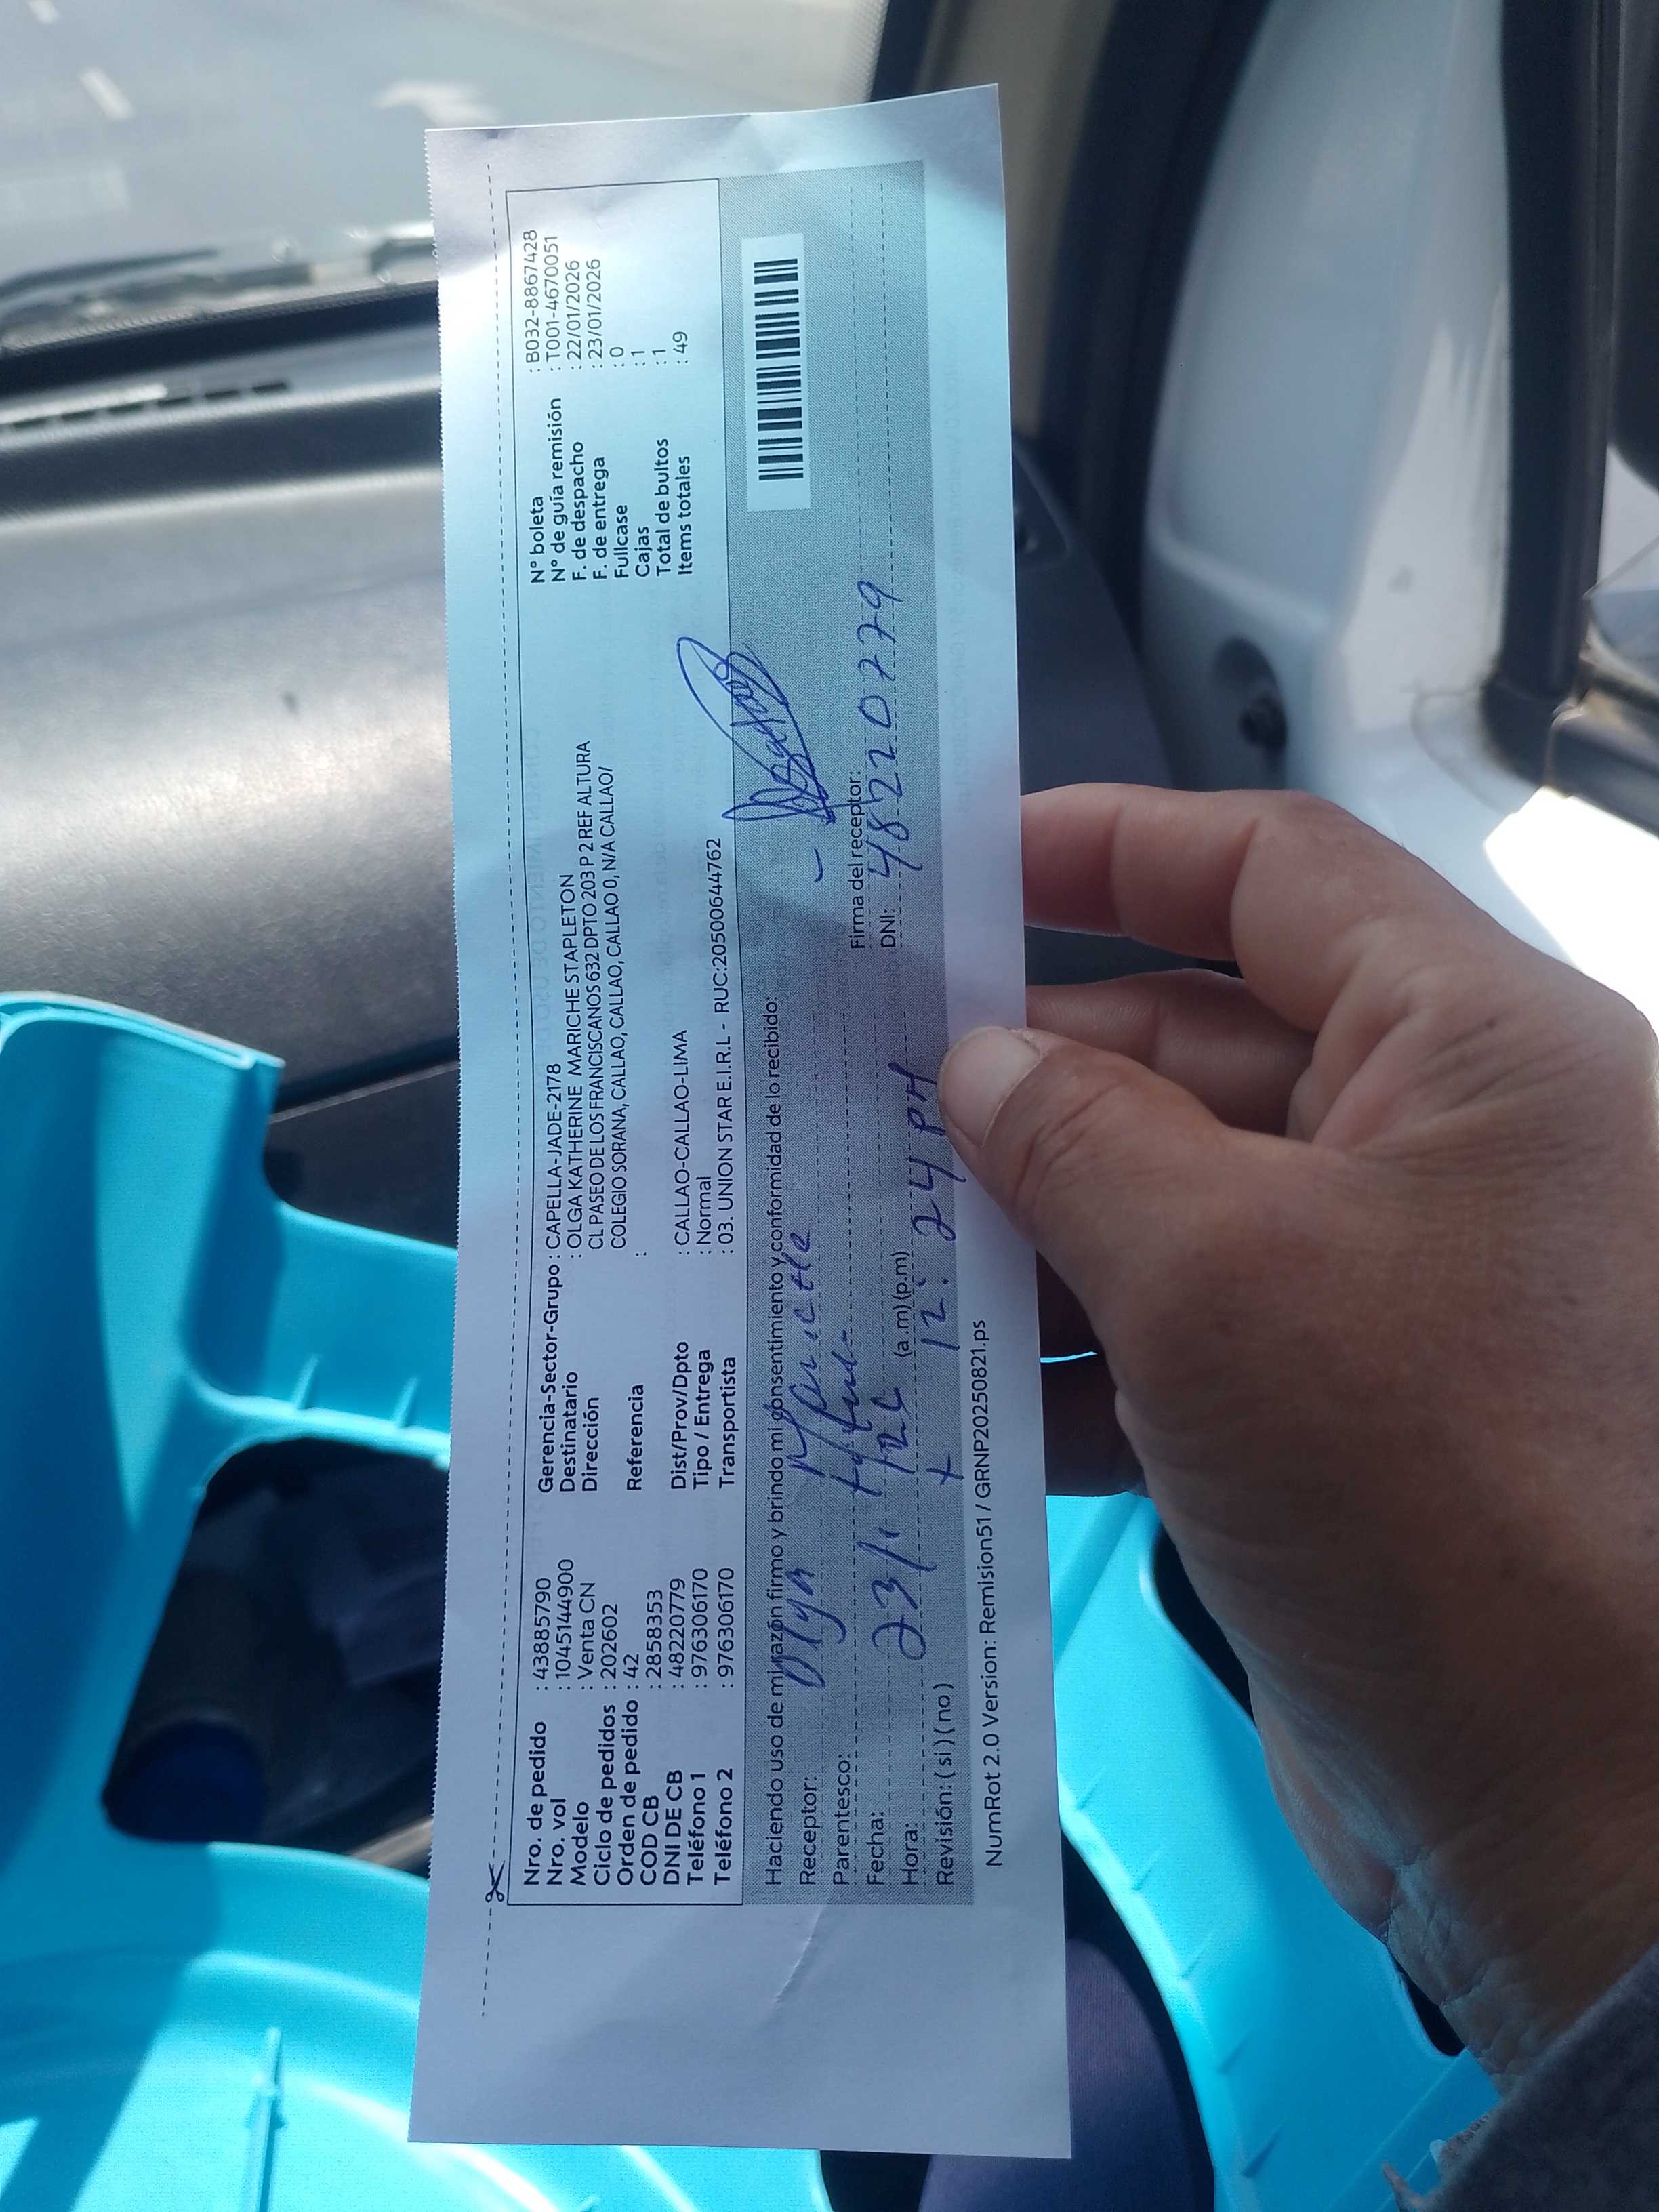 Nro. de pedido : 43885790
Nro. vol : 1045144900
Modelo : Venta CN
Ciclo de pedidos : 202602
Orden de pedido : 42
COD CB : 2858353
DNI DE CB : 48220779
Teléfono 1 : 976306170
Teléfono 2 : 976306170
Gerencia-Sector-Grupo : CAPELLA-JADE-2178
Destinatario : OLGA KATHERINE MARICHE STAPLETON
Dirección CL PASEO DE LOS FRANCISCANOS 632 DPTO 203 P 2 REF ALTURA
COLEGIO SORANA, CALLAO, CALLAO, CALLAO 0, N/A CALLAO/
Referencia :
Dist/Prov/Dpto : CALLAO-CALLAO-LIMA
Tipo / Entrega : Normal
Transportista : 03. UNION STAR E.I.R.L - RUC:20500644762
N° boleta : B032-8867428
N° de guía remisión : T001-4670051
F. de despacho : 22/01/2026
F. de entrega : 23/01/2026
Fullcase : 0
Cajas : 1
Total de bultos : 1
Items totales : 49
Haciendo uso de mi razón firmo y brindo mi consentimiento y conformidad de lo recibido:
Receptor: Olga Mariche
Parentesco:
Firma del receptor:
Fecha: 23/1
DNI: 48220779
Hora: (a.m) (p.m) 12:24 PM
Revisión: ( si ) ( no )
NumRot 2.0 Version: Remision51 / GRNP20250821.ps